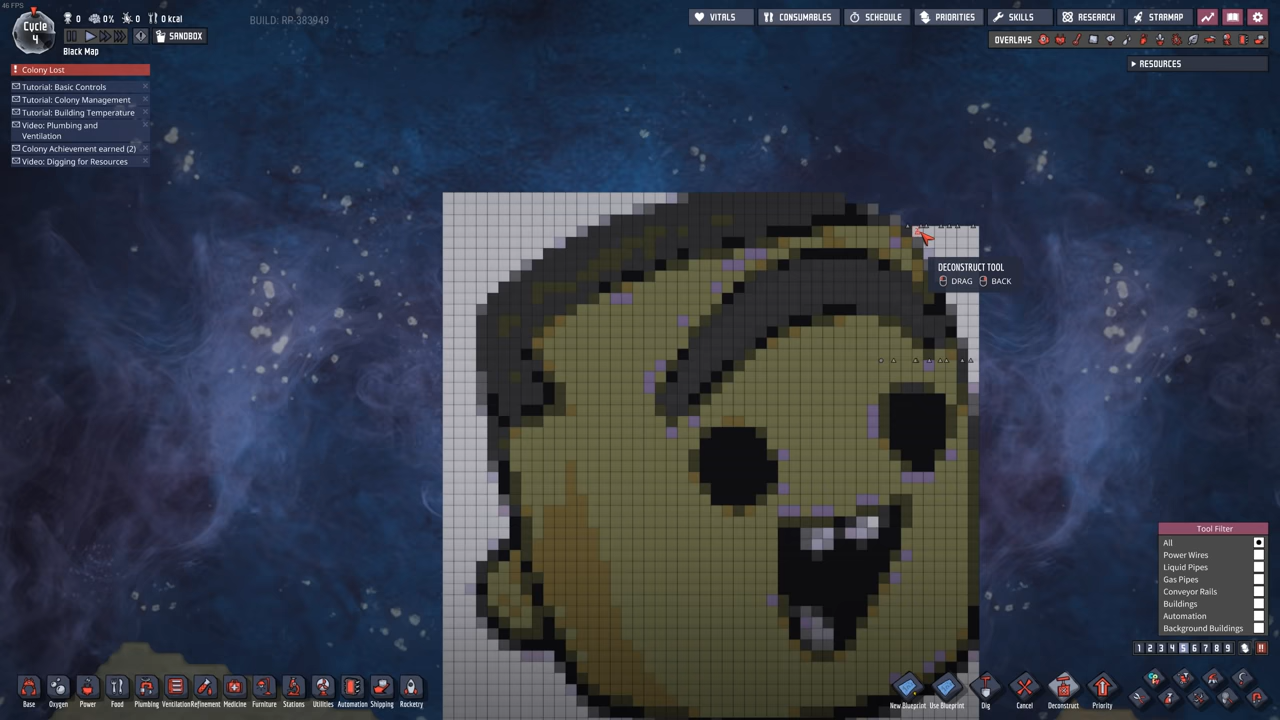 46 FPS
Cycle
4
0
0%
0
0 kcal
SANDBOX
Black Map
BUILD: RP-383949
VITALS
CONSUMABLES
SCHEDULE
PRIORITIES
SKILLS
RESEARCH
STARMAP
OVERLAYS
RESOURCES
Colony Lost
Tutorial: Basic Controls
Tutorial: Colony Management
Tutorial: Building Temperature
Video: Plumbing and
Ventilation
Colony Achievement earned (2)
Video: Digging for Resources
DECONSTRUCT TOOL
DRAG
BACK
Tool Filter
All
Power Wires
Liquid Pipes
Gas Pipes
Conveyor Rails
Buildings
Automation
Background Buildings
1 2 3 4 5 6 7 8 9 !!
Base
Oxygen
Power
Food
Plumbing
Ventilation
Refinement
Medicine
Furniture
Stations
Utilities
Automation
Shipping
Rocketry
New Blueprint
Use Blueprint
Dig
Cancel
Deconstruct
Priority